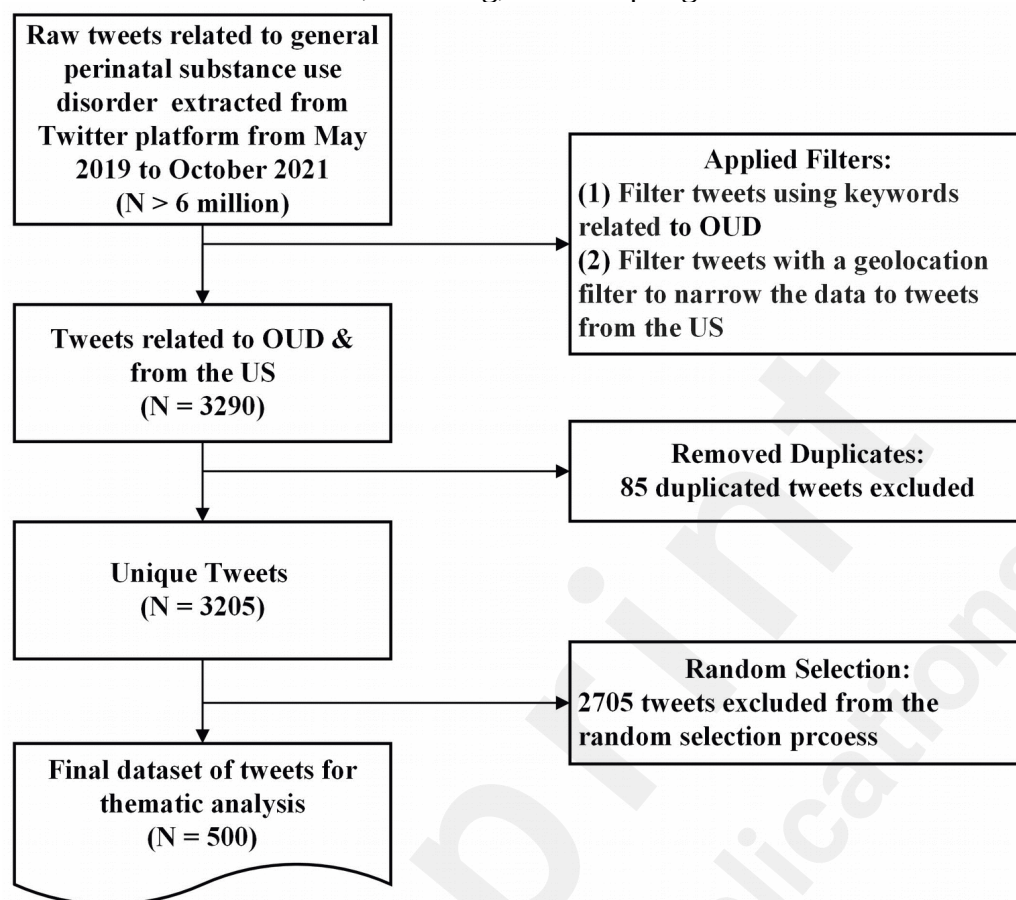 Raw tweets related to general
perinatal substance use
disorder extracted from
Twitter platform from May
2019 to October 2021
(N > 6 million)
Applied Filters:
(1) Filter tweets using keywords
related to OUD
(2) Filter tweets with a geolocation
filter to narrow the data to tweets
from the US
Tweets related to OUD &
from the US
(N = 3290)
Removed Duplicates:
85 duplicated tweets excluded
Unique Tweets
(N = 3205)
Random Selection:
2705 tweets excluded from the
random selection prcoess
Final dataset of tweets for
thematic analysis
(N = 500)